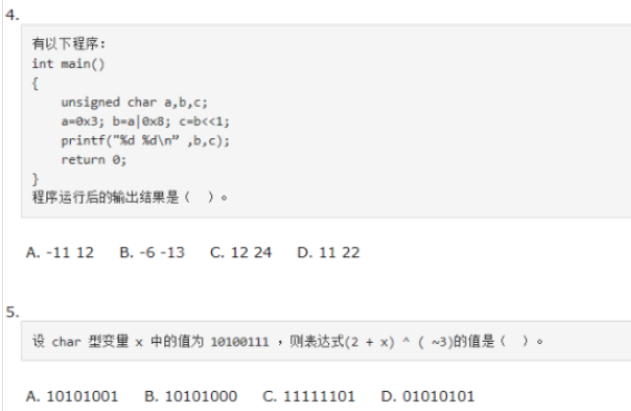 4.
有以下程序:
int main()
{
unsigned char a,b,c;
a=0x3; b=a|0x8; c=b<<1;
printf("%d %d\n” ,b,c);
return 0;
}
程序运行后的输出结果是（ ）。
A. -11 12 B. -6 -13 C. 12 24 D. 11 22
5.
设 char 型变量 x 中的值为 10100111 ，则表达式(2 + x) ^ ( ~3)的值是（ ）。
A. 10101001 B. 10101000 C. 11111101 D. 01010101